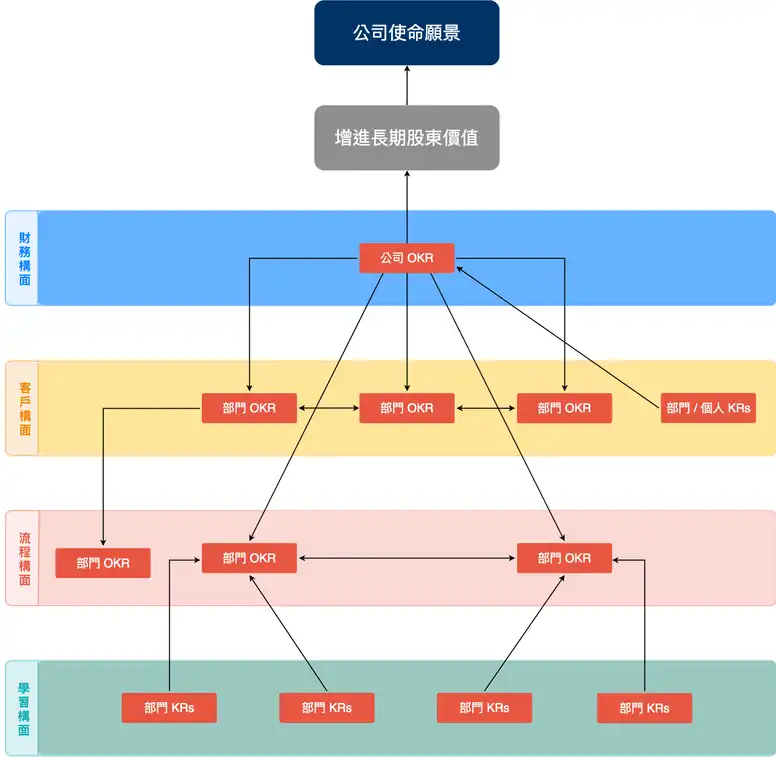 公司使命願景
增進長期股東價值
財務構面
公司 OKR
客戶構面
部門 OKR
部門 OKR
部門 OKR
部門 / 個人 KRs
流程構面
部門 OKR
部門 OKR
部門 OKR
學習構面
部門 KRs
部門 KRs
部門 KRs
部門 KRs